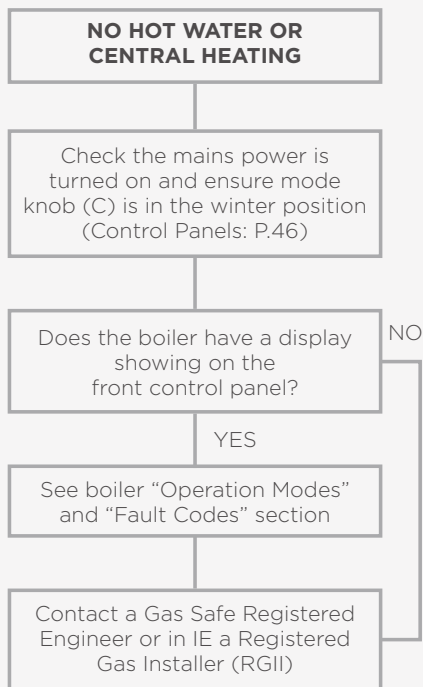 NO HOT WATER OR
CENTRAL HEATING
Check the mains power is
turned on and ensure mode
knob (C) is in the winter position
(Control Panels: P.46)
Does the boiler have a display
showing on the
front control panel?
NO
YES
See boiler “Operation Modes”
and “Fault Codes” section
Contact a Gas Safe Registered
Engineer or in IE a Registered
Gas Installer (RGII)